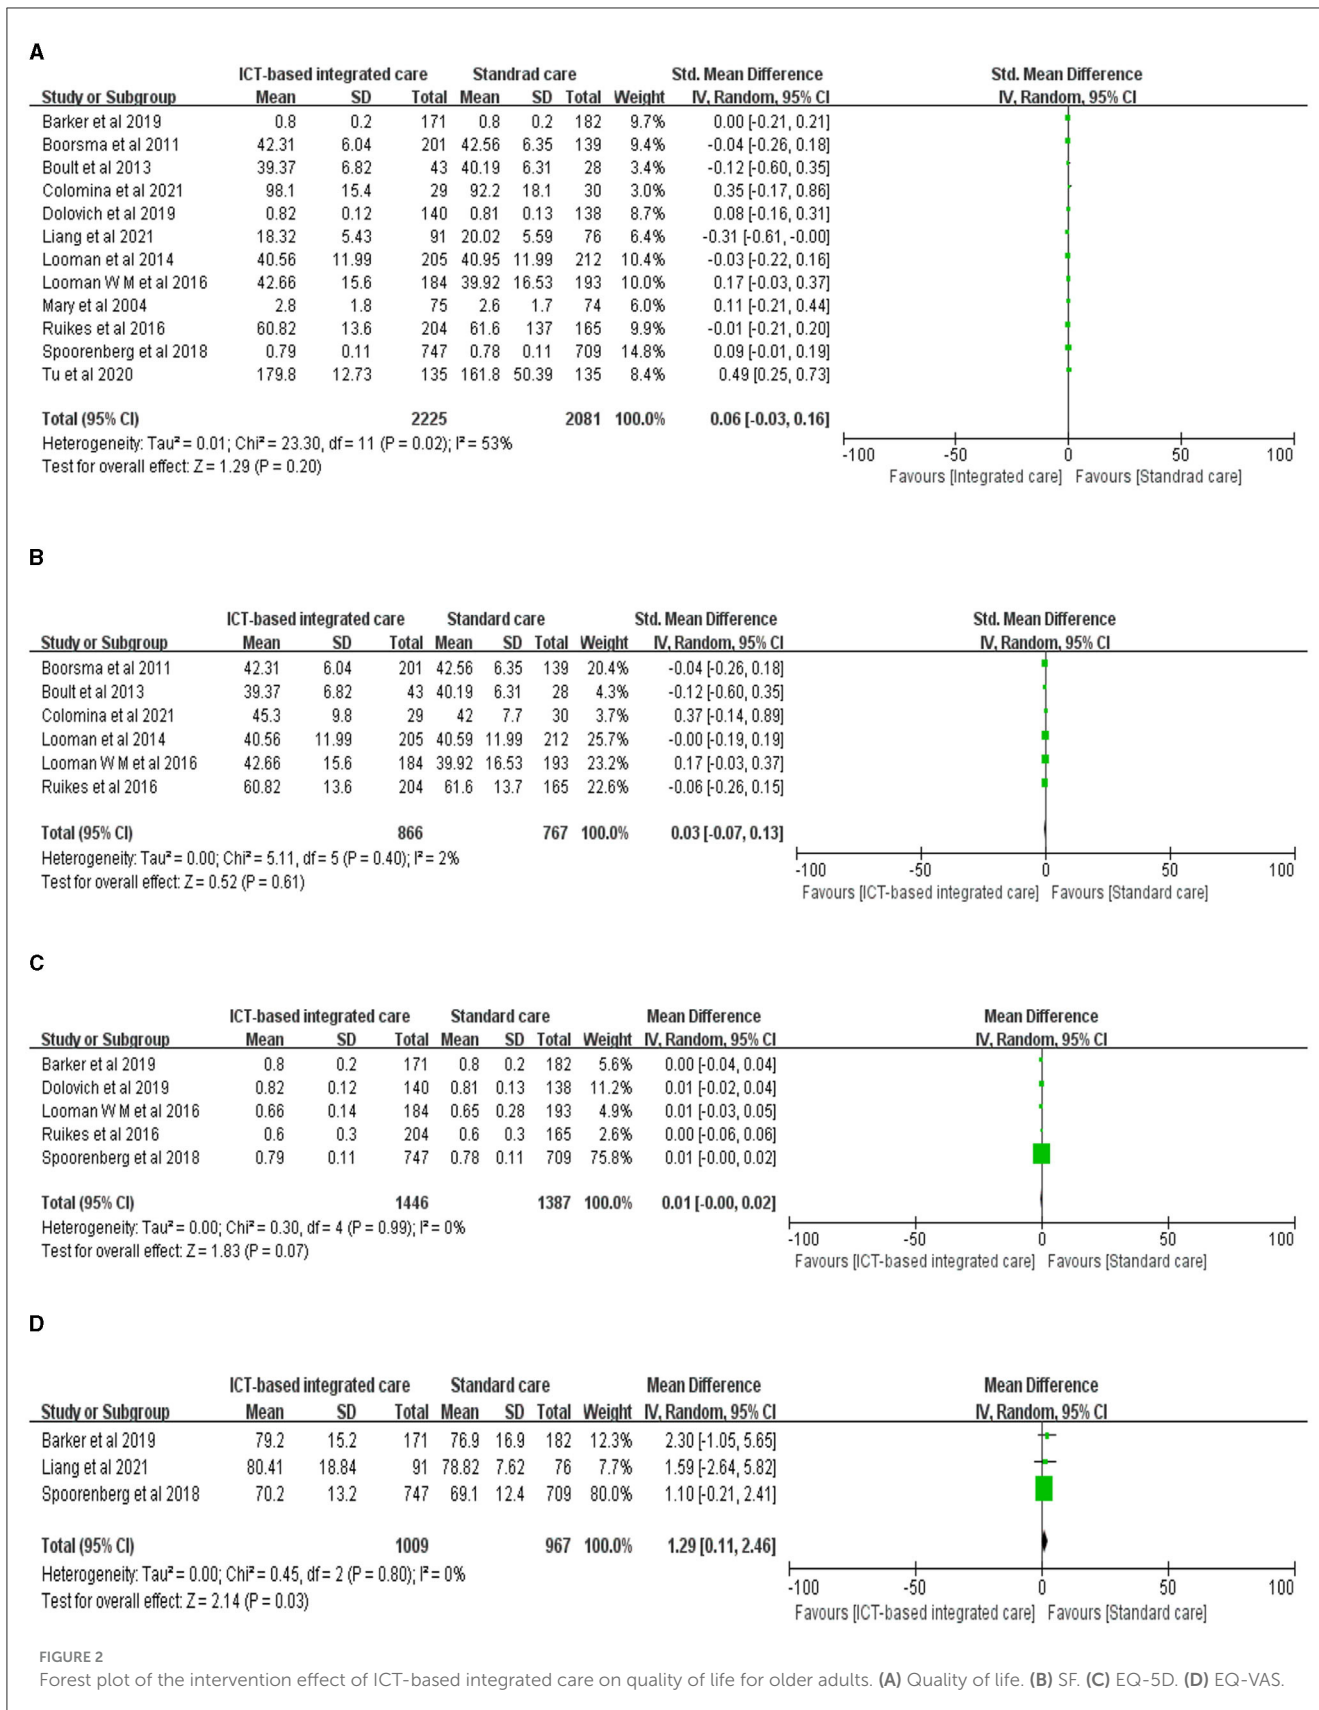 A
ICT-based integrated care Standrad care Std. Mean Difference Std. Mean Difference
Study or Subgroup Mean SD Total Mean SD Total Weight IV, Random, 95% CI IV, Random, 95% CI
Barker et al 2019 0.8 0.2 171 0.8 0.2 182 9.7% 0.00 [-0.21, 0.21]
Boorsma et al 2011 42.31 6.04 201 42.56 6.35 139 9.4% -0.04 [-0.26, 0.18]
Boult et al 2013 39.37 6.82 43 40.19 6.31 28 3.4% -0.12 [-0.60, 0.35]
Colomina et al 2021 98.1 15.4 29 92.2 18.1 30 3.0% 0.35 [-0.17, 0.86]
Dolovich et al 2019 0.82 0.12 140 0.81 0.13 138 8.7% 0.08 [-0.16, 0.31]
Liang et al 2021 18.32 5.43 91 20.02 5.59 76 6.4% -0.31 [-0.61, -0.00]
Looman et al 2014 40.56 11.99 205 40.95 11.99 212 10.4% -0.03 [-0.22, 0.16]
Looman W M et al 2016 42.66 15.6 184 39.92 16.53 193 10.0% 0.17 [-0.03, 0.37]
Mary et al 2004 2.8 1.8 75 2.6 1.7 74 6.0% 0.11 [-0.21, 0.44]
Ruikes et al 2016 60.82 13.6 204 61.6 137 165 9.9% -0.01 [-0.21, 0.20]
Spoorenberg et al 2018 0.79 0.11 747 0.78 0.11 709 14.8% 0.09 [-0.01, 0.19]
Tu et al 2020 179.8 12.73 135 161.8 50.39 135 8.4% 0.49 [0.25, 0.73]
Total (95% CI) 2225 2081 100.0% 0.06 [-0.03, 0.16]
Heterogeneity: Tau² = 0.01; Chi² = 23.30, df = 11 (P = 0.02); I² = 53%
Test for overall effect: Z = 1.29 (P = 0.20)
-100 -50 0 50 100
Favours [Integrated care] Favours [Standrad care]
B
ICT-based integrated care Standard care Std. Mean Difference Std. Mean Difference
Study or Subgroup Mean SD Total Mean SD Total Weight IV, Random, 95% CI IV, Random, 95% CI
Boorsma et al 2011 42.31 6.04 201 42.56 6.35 139 20.4% -0.04 [-0.26, 0.18]
Boult et al 2013 39.37 6.82 43 40.19 6.31 28 4.3% -0.12 [-0.60, 0.35]
Colomina et al 2021 45.3 9.8 29 42 7.7 30 3.7% 0.37 [-0.14, 0.89]
Looman et al 2014 40.56 11.99 205 40.59 11.99 212 25.7% -0.00 [-0.19, 0.19]
Looman W M et al 2016 42.66 15.6 184 39.92 16.53 193 23.2% 0.17 [-0.03, 0.37]
Ruikes et al 2016 60.82 13.6 204 61.6 13.7 165 22.6% -0.06 [-0.26, 0.15]
Total (95% CI) 866 767 100.0% 0.03 [-0.07, 0.13]
Heterogeneity: Tau² = 0.00; Chi² = 5.11, df = 5 (P = 0.40); I² = 2%
Test for overall effect: Z = 0.52 (P = 0.61)
-100 -50 0 50 100
Favours [ICT-based integrated care] Favours [Standard care]
C
ICT-based integrated care Standard care Mean Difference Mean Difference
Study or Subgroup Mean SD Total Mean SD Total Weight IV, Random, 95% CI IV, Random, 95% CI
Barker et al 2019 0.8 0.2 171 0.8 0.2 182 5.6% 0.00 [-0.04, 0.04]
Dolovich et al 2019 0.82 0.12 140 0.81 0.13 138 11.2% 0.01 [-0.02, 0.04]
Looman W M et al 2016 0.66 0.14 184 0.65 0.28 193 4.9% 0.01 [-0.03, 0.05]
Ruikes et al 2016 0.6 0.3 204 0.6 0.3 165 2.6% 0.00 [-0.06, 0.06]
Spoorenberg et al 2018 0.79 0.11 747 0.78 0.11 709 75.8% 0.01 [-0.00, 0.02]
Total (95% CI) 1446 1387 100.0% 0.01 [-0.00, 0.02]
Heterogeneity: Tau² = 0.00; Chi² = 0.30, df = 4 (P = 0.99); I² = 0%
Test for overall effect: Z = 1.83 (P = 0.07)
-100 -50 0 50 100
Favours [ICT-based integrated care] Favours [Standard care]
D
ICT-based integrated care Standard care Mean Difference Mean Difference
Study or Subgroup Mean SD Total Mean SD Total Weight IV, Random, 95% CI IV, Random, 95% CI
Barker et al 2019 79.2 15.2 171 76.9 16.9 182 12.3% 2.30 [-1.05, 5.65]
Liang et al 2021 80.41 18.84 91 78.82 7.62 76 7.7% 1.59 [-2.64, 5.82]
Spoorenberg et al 2018 70.2 13.2 747 69.1 12.4 709 80.0% 1.10 [-0.21, 2.41]
Total (95% CI) 1009 967 100.0% 1.29 [0.11, 2.46]
Heterogeneity: Tau² = 0.00; Chi² = 0.45, df = 2 (P = 0.80); I² = 0%
Test for overall effect: Z = 2.14 (P = 0.03)
-100 -50 0 50 100
Favours [ICT-based integrated care] Favours [Standard care]
FIGURE 2
Forest plot of the intervention effect of ICT-based integrated care on quality of life for older adults. (A) Quality of life. (B) SF. (C) EQ-5D. (D) EQ-VAS.